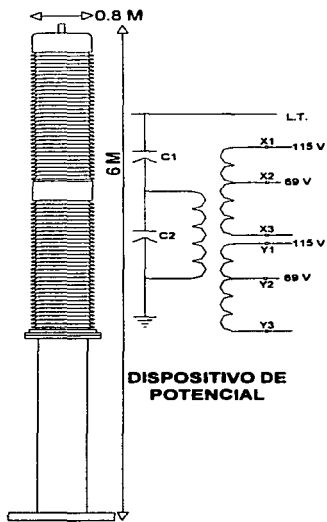 0.8 M
6 M
L.T.
C1
C2
X1
115 V
X2
69 V
X3
115 V
Y1
69 V
Y2
Y3
DISPOSITIVO DE
POTENCIAL